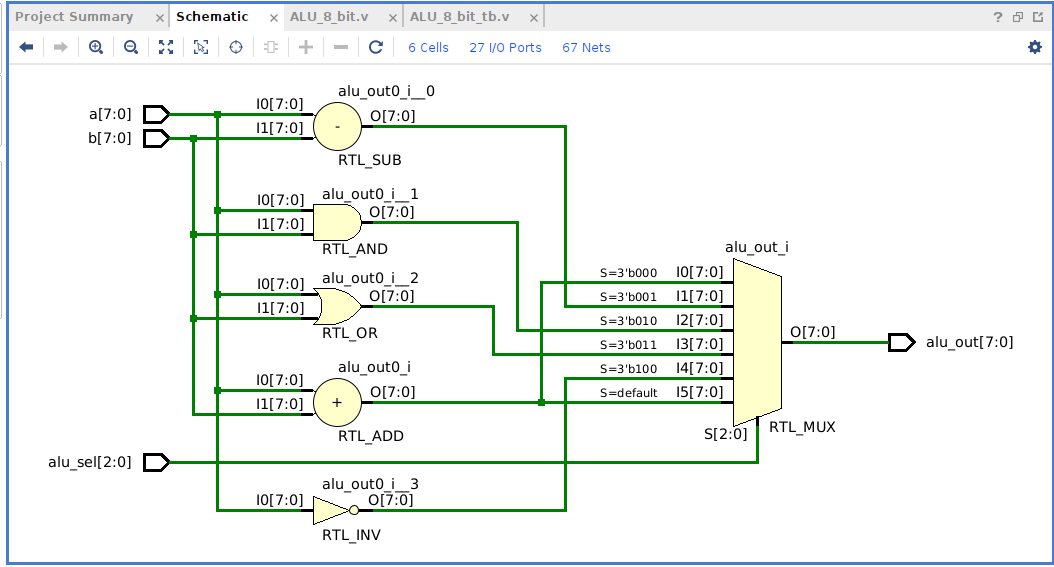 Project Summary × Schematic × ALU_8_bit.v × ALU_8_bit_tb.v ×
6 Cells 27 I/O Ports 67 Nets
a[7:0]
b[7:0]
alu_out0_i__0
I0[7:0]
I1[7:0]
O[7:0]
-
RTL_SUB
alu_out0_i__1
I0[7:0]
I1[7:0]
O[7:0]
RTL_AND
alu_out0_i__2
I0[7:0]
I1[7:0]
O[7:0]
RTL_OR
alu_out0_i
I0[7:0]
I1[7:0]
O[7:0]
+
RTL_ADD
alu_sel[2:0]
alu_out0_i__3
I0[7:0]
O[7:0]
RTL_INV
alu_out_i
S=3'b000 I0[7:0]
S=3'b001 I1[7:0]
S=3'b010 I2[7:0]
S=3'b011 I3[7:0]
S=3'b100 I4[7:0]
S=default I5[7:0]
S[2:0]
RTL_MUX
O[7:0]
alu_out[7:0]